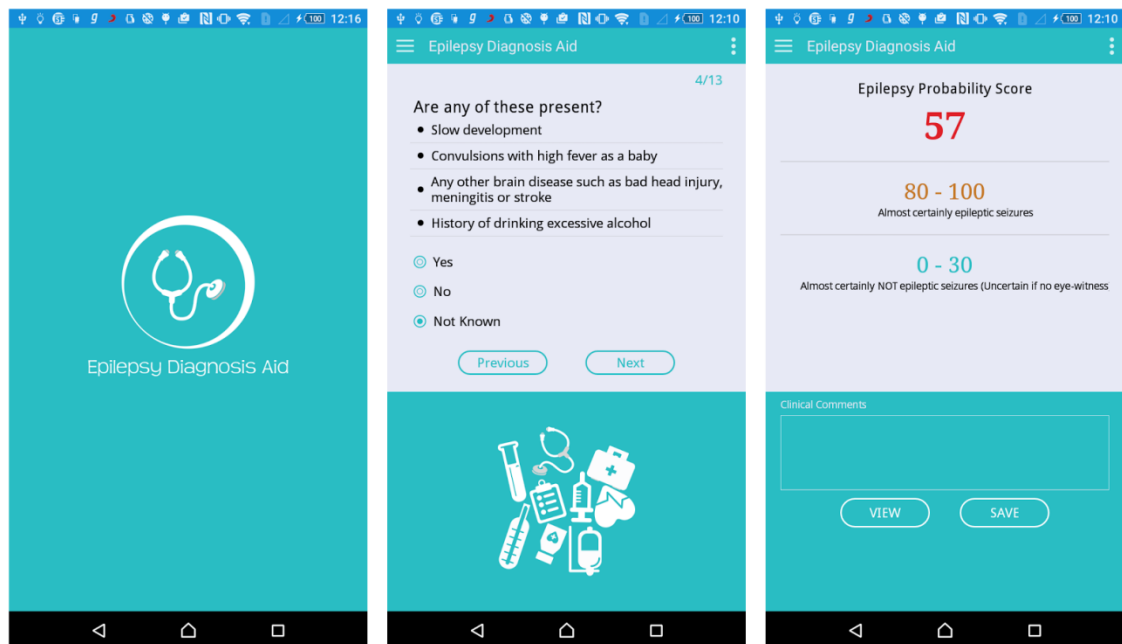 12:16
Epilepsy Diagnosis Aid
100
12:10
Epilepsy Diagnosis Aid
4/13
Are any of these present?
• Slow development
• Convulsions with high fever as a baby
• Any other brain disease such as bad head injury,
meningitis or stroke
• History of drinking excessive alcohol
Yes
No
Not Known
Previous
Next
100
12:10
Epilepsy Diagnosis Aid
Epilepsy Probability Score
57
80 - 100
Almost certainly epileptic seizures
0 - 30
Almost certainly NOT epileptic seizures (Uncertain if no eye-witness
Clinical Comments
VIEW
SAVE